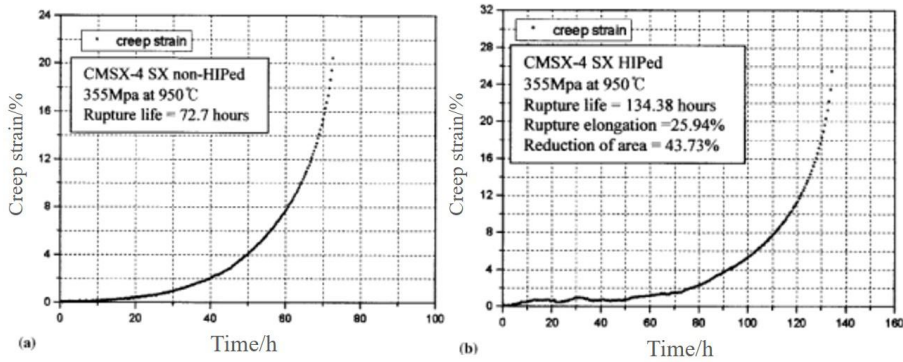 24
20
16
12
8
4
0
Creep strain/%
creep strain
CMSX-4 SX non-HIPed
355Mpa at 950℃
Rupture life = 72.7 hours
0 20 40 60 80 100
(a) Time/h
32
28
24
20
16
12
8
4
0
Creep strain/%
creep strain
CMSX-4 SX HIPed
355Mpa at 950℃
Rupture life = 134.38 hours
Rupture elongation =25.94%
Reduction of area = 43.73%
0 20 40 60 80 100 120 140 160
(b) Time/h